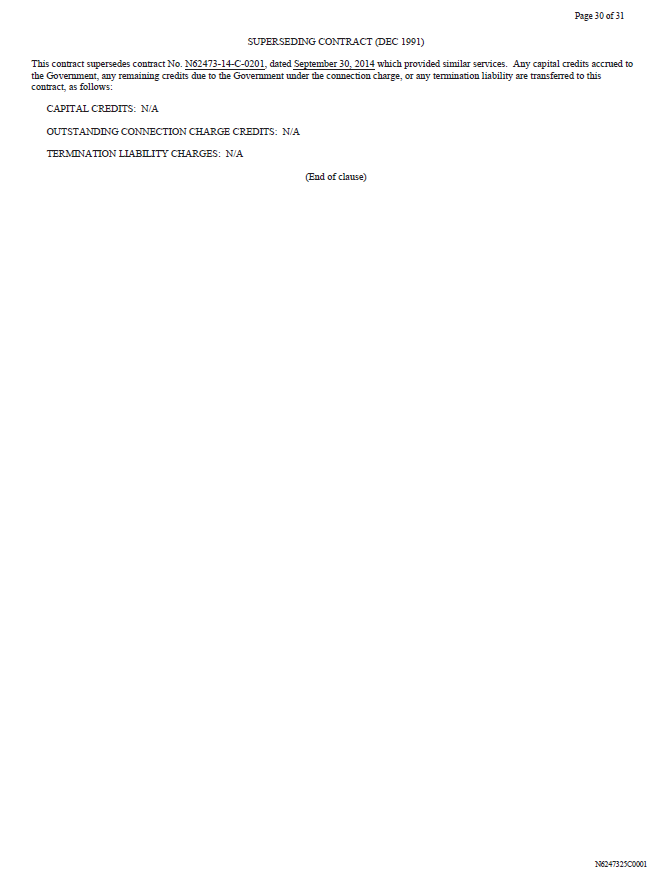 Page 30 of 31
SUPERSEDING CONTRACT (DEC 1991)
This contract supersedes contract No. N62473-14-C-0201, dated September 30, 2014 which provided similar services.  Any capital credits accrued to
the Government, any remaining credits due to the Government under the connection charge, or any termination liability are transferred to this
contract, as follows:
CAPITAL CREDITS:  N/A
OUTSTANDING CONNECTION CHARGE CREDITS:  N/A
TERMINATION LIABILITY CHARGES:  N/A
(End of clause)
N6247325C0001